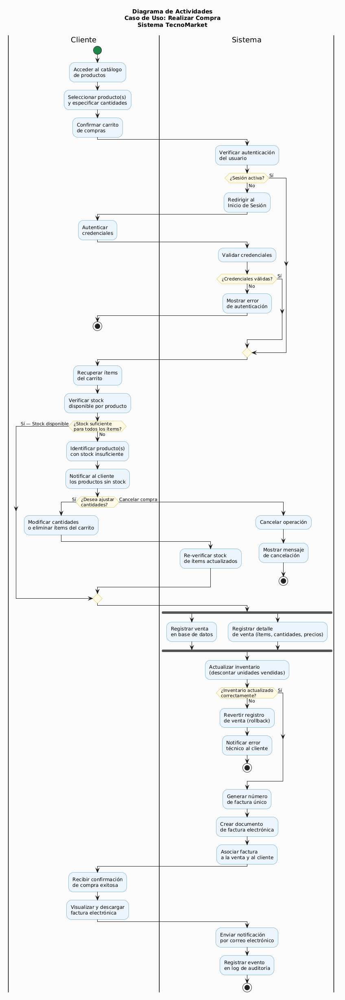 Diagrama de Actividades
Caso de Uso: Realizar Compra
Sistema TecnoMarket
Cliente
Sistema
Acceder al catálogo
de productos
Seleccionar producto(s)
y especificar cantidades
Confirmar carrito
de compras
Verificar autenticación
del usuario
¿Sesión activa?
Sí
No
Redirigir al
Inicio de Sesión
Autenticar
credenciales
Validar credenciales
¿Credenciales válidas?
Sí
No
Mostrar error
de autenticación
Recuperar ítems
del carrito
Verificar stock
disponible por producto
Sí — Stock disponible
¿Stock suficiente
para todos los ítems?
No
Identificar producto(s)
con stock insuficiente
Notificar al cliente
los productos sin stock
Sí
¿Desea ajustar
cantidades?
Cancelar compra
Modificar cantidades
o eliminar ítems del carrito
Cancelar operación
Re-verificar stock
de ítems actualizados
Mostrar mensaje
de cancelación
Registrar venta
en base de datos
Registrar detalle
de venta (ítems, cantidades, precios)
Actualizar inventario
(descontar unidades vendidas)
¿Inventario actualizado
correctamente?
Sí
No
Revertir registro
de venta (rollback)
Notificar error
técnico al cliente
Generar número
de factura único
Crear documento
de factura electrónica
Asociar factura
a la venta y al cliente
Recibir confirmación
de compra exitosa
Visualizar y descargar
factura electrónica
Enviar notificación
por correo electrónico
Registrar evento
en log de auditoría